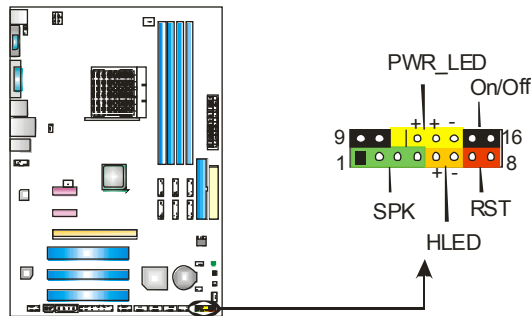 PWR_LED
On/Off
+ + -
9 16
1 8
+ -
SPK RST
HLED